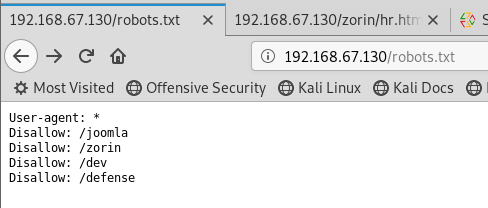 192.168.67.130/robots.txt
192.168.67.130/zorin/hr.htm
S
192.168.67.130/robots.txt
Most Visited
Offensive Security
Kali Linux
Kali Docs
User-agent: *
Disallow: /joomla
Disallow: /zorin
Disallow: /dev
Disallow: /defense